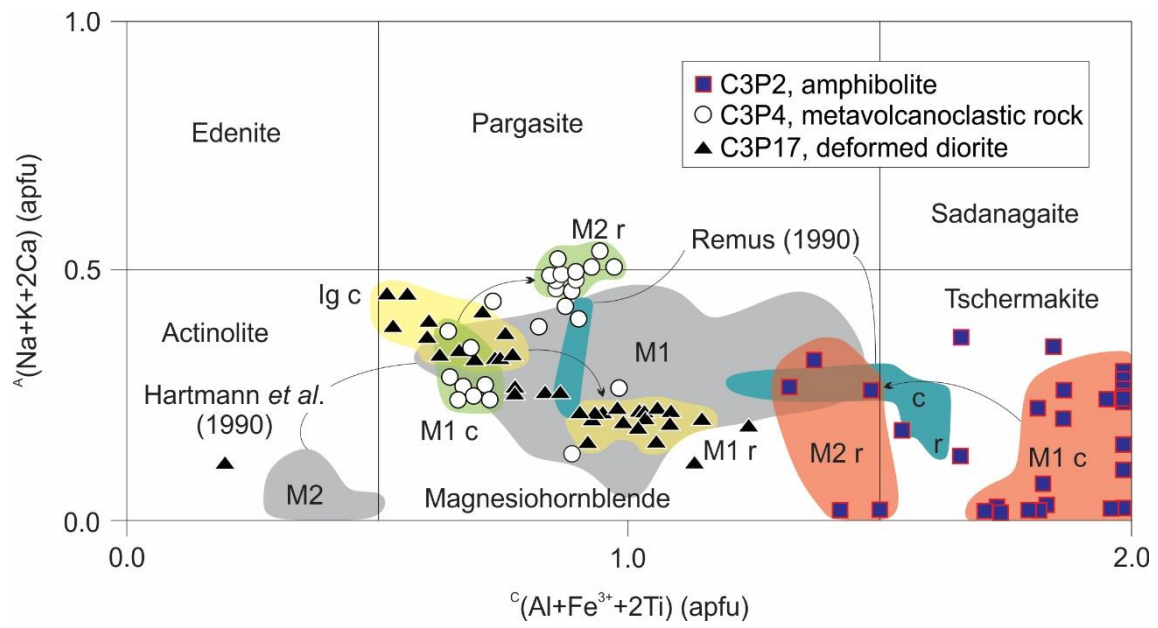 1.0
Edenite
Pargasite
C3P2, amphibolite
C3P4, metavolcanoclastic rock
C3P17, deformed diorite
Sadanagaite
M2 r
Remus (1990)
ᴬ(Na+K+2Ca) (apfu)
0.5
Ig c
Tschermakite
Actinolite
M1
Hartmann et al.
(1990)
M1 c
c
r
M1 r
M2 r
M1 c
M2
Magnesiohornblende
0.0
0.0
1.0
2.0
ᶜ(Al+Fe³⁺+2Ti) (apfu)